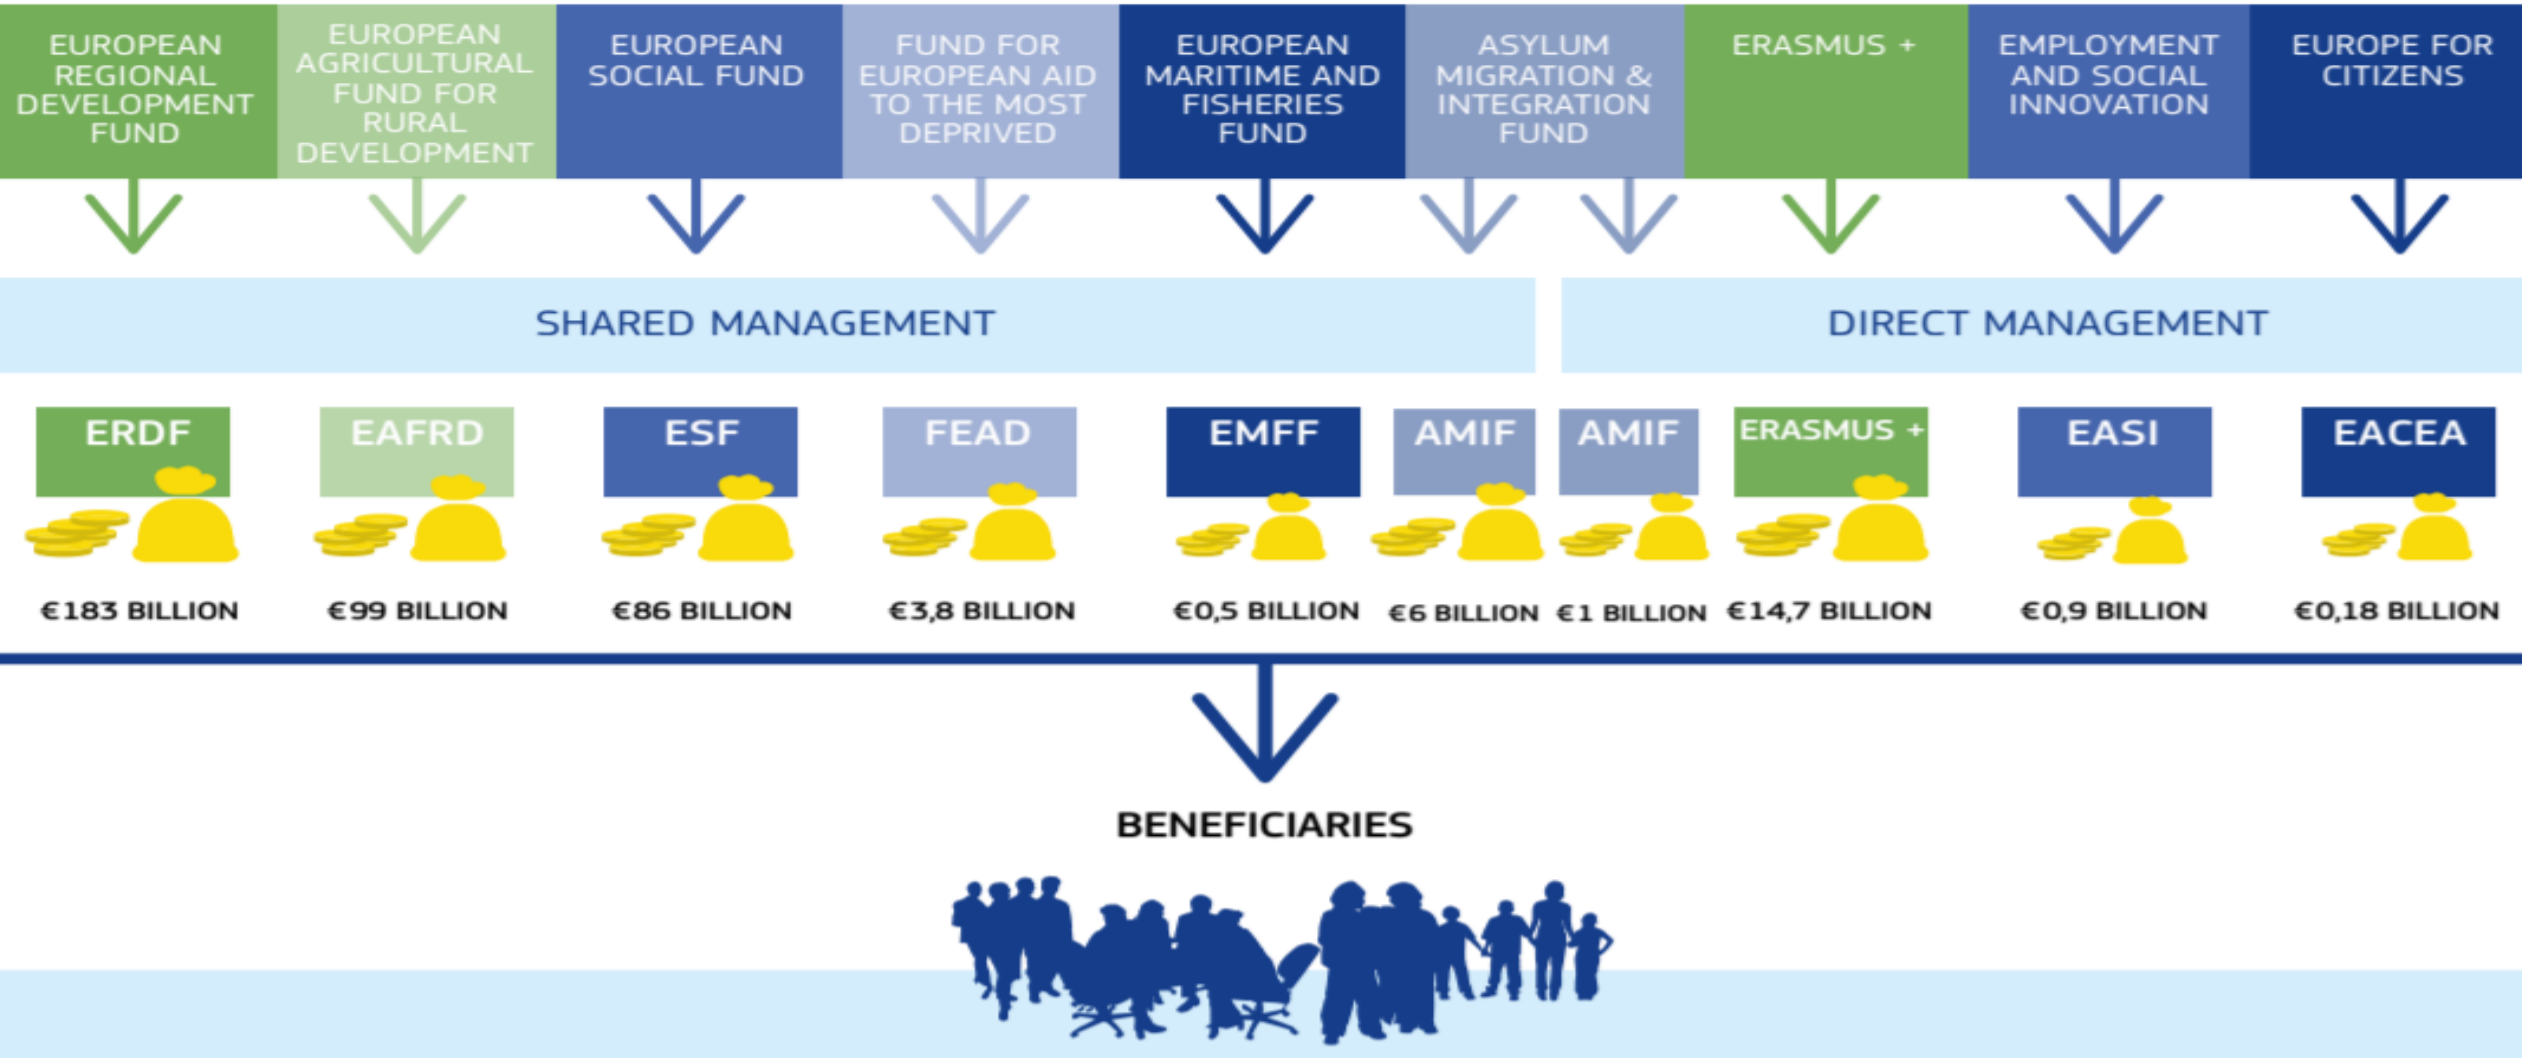 EUROPEAN
REGIONAL
DEVELOPMENT
FUND
EUROPEAN
AGRICULTURAL
FUND FOR
RURAL
DEVELOPMENT
EUROPEAN
SOCIAL FUND
FUND FOR
EUROPEAN AID
TO THE MOST
DEPRIVED
EUROPEAN
MARITIME AND
FISHERIES
FUND
ASYLUM
MIGRATION &
INTEGRATION
FUND
ERASMUS +
EMPLOYMENT
AND SOCIAL
INNOVATION
EUROPE FOR
CITIZENS
SHARED MANAGEMENT
DIRECT MANAGEMENT
ERDF
EAFRD
ESF
FEAD
EMFF
AMIF
AMIF
ERASMUS +
EASI
EACEA
€183 BILLION
€99 BILLION
€86 BILLION
€3,8 BILLION
€0,5 BILLION
€6 BILLION
€1 BILLION
€14,7 BILLION
€0,9 BILLION
€0,18 BILLION
BENEFICIARIES